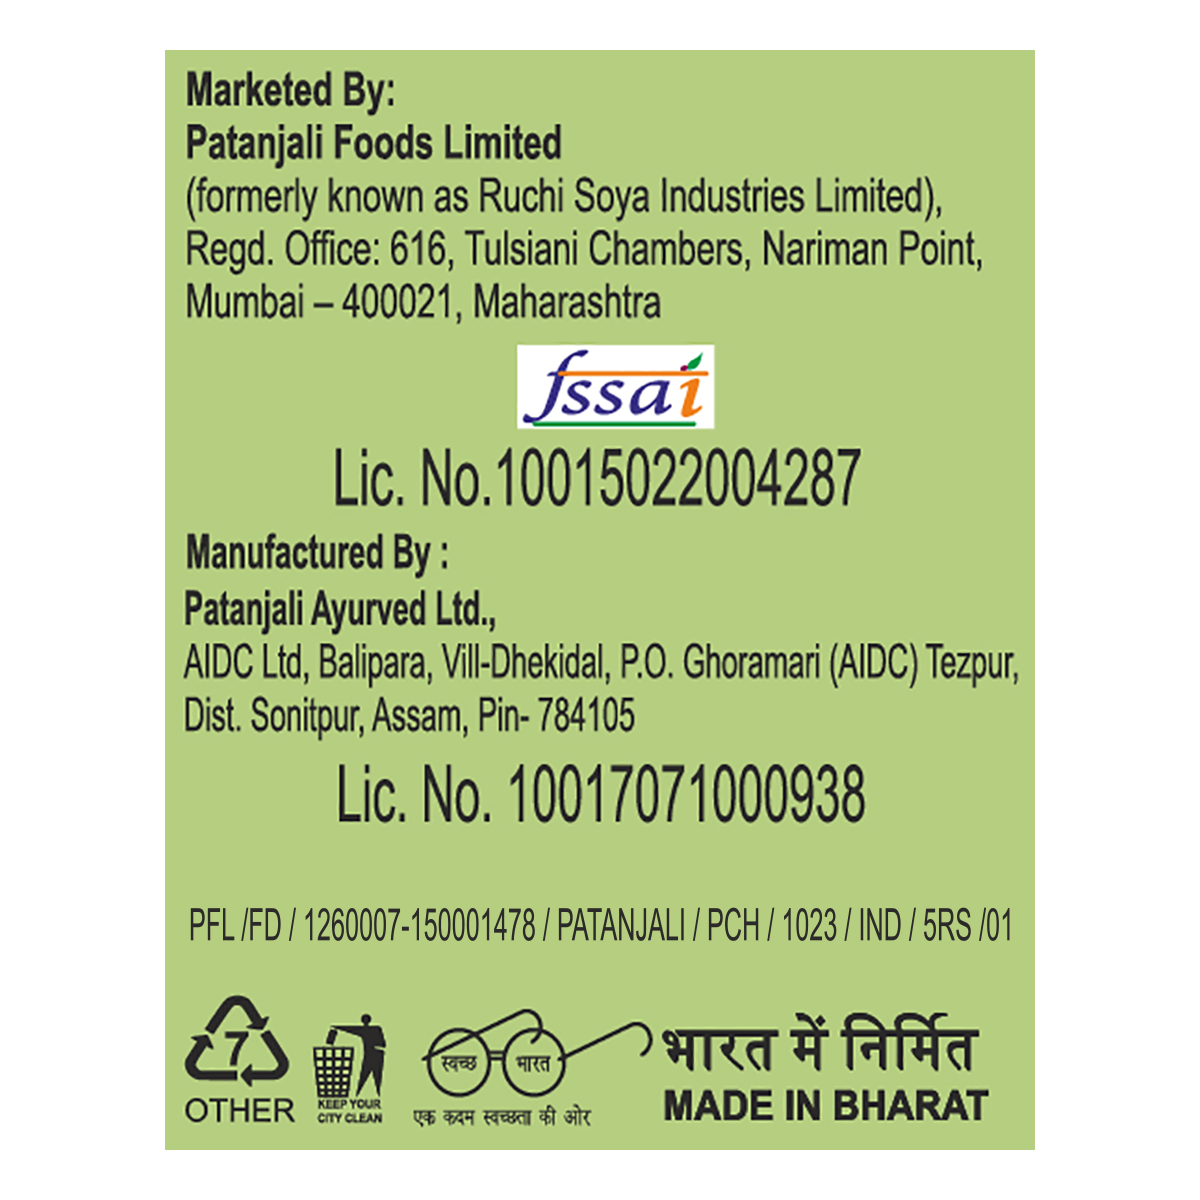 Marketed By:
Patanjali Foods Limited
(formerly known as Ruchi Soya Industries Limited),
Regd. Office: 616, Tulsiani Chambers, Nariman Point,
Mumbai – 400021, Maharashtra
fssai
Lic. No.10015022004287
Manufactured By :
Patanjali Ayurved Ltd.,
AIDC Ltd, Balipara, Vill-Dhekidal, P.O. Ghoramari (AIDC) Tezpur,
Dist. Sonitpur, Assam, Pin- 784105
Lic. No. 10017071000938
PFL /FD / 1260007-150001478 / PATANJALI / PCH / 1023 / IND / 5RS /01
7
OTHER
KEEP YOUR
CITY CLEAN
स्वच्छ भारत
एक कदम स्वच्छता की ओर
भारत में निर्मित
MADE IN BHARAT